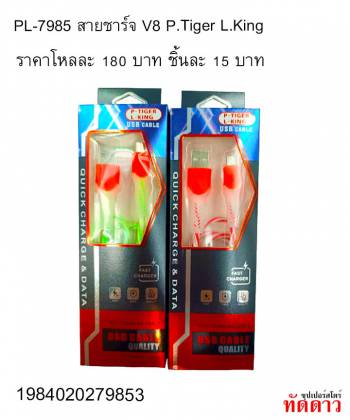 PL-7985 สายชาร์จ V8 P.Tiger L.King
ราคาโหลละ 180 บาท ชิ้นละ 15 บาท
P-TIGER
L-KING
USB CABLE
QUICK CHARGE & DATA
FAST
CHARGER
USB CABLE
QUALITY
P-TIGER
L-KING
USB CABLE
QUICK CHARGE & DATA
FAST
CHARGER
USB CABLE
QUALITY
1984020279853
ซุปเปอร์สโตร์
ทัดดาว